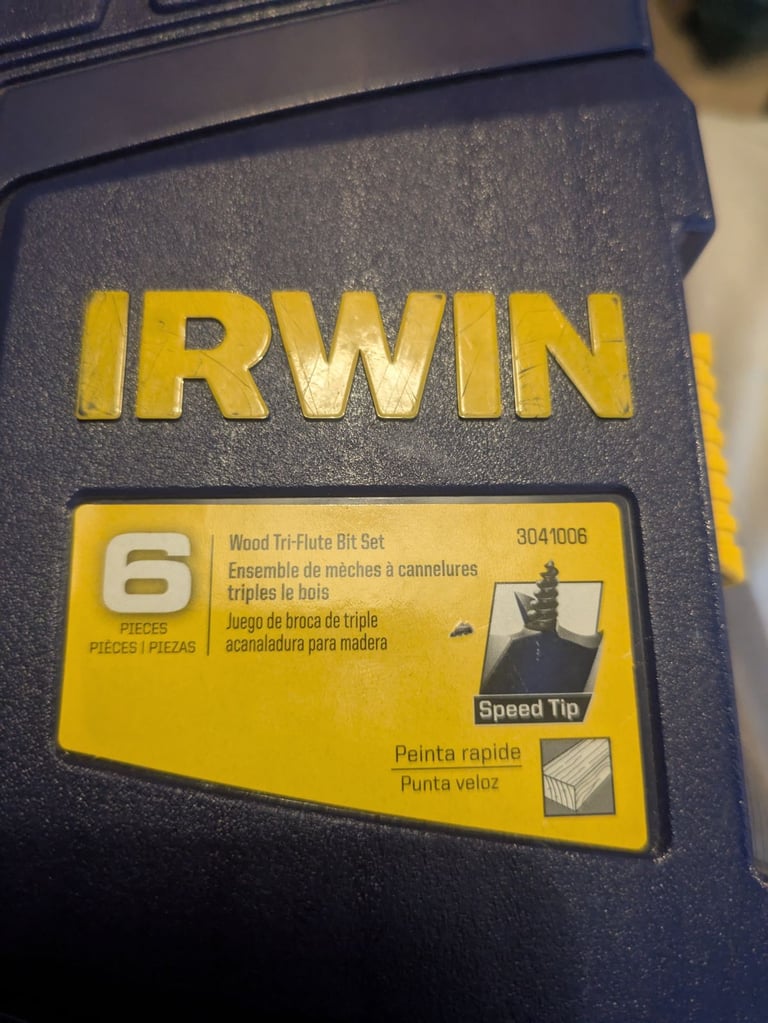 IRWIN
6
PIECES
PIÈCES | PIEZAS
Wood Tri-Flute Bit Set
Ensemble de mèches à cannelures
triples le bois
Juego de broca de triple
acanaladura para madera
3041006
Speed Tip
Peinta rapide
Punta veloz